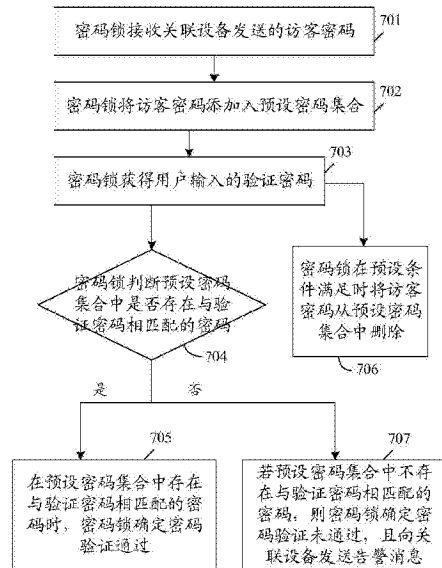 密码锁接收关联设备发送的访客密码
701
密码锁将访客密码添加入预设密码集合
702
703
密码锁获得用户输入的验证密码
密码锁判断预设密码
集合中是否存在与验
证密码相匹配的密码
704
密码锁在预设条
件满足时将访客
密码从预设密码
集合中删除
706
是
否
705
在预设密码集合中存在
与验证密码相匹配的密
码时，密码锁确定密码
验证通过
707
若预设密码集合中不存
在与验证密码相匹配的
密码，则密码锁确定密
码验证未通过，且向关
联设备发送告警消息